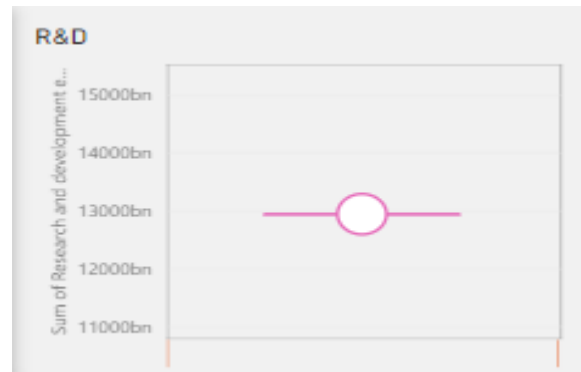 R&D
Sum of Research and development e...
15000bn
14000bn
13000bn
12000bn
11000bn